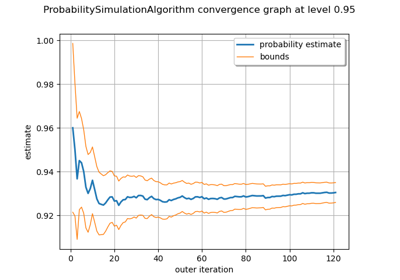 ProbabilitySimulationAlgorithm convergence graph at level 0.95
1.00
0.98
0.96
0.94
0.92
estimate
probability estimate
bounds
0
20
40
60
80
100
120
outer iteration